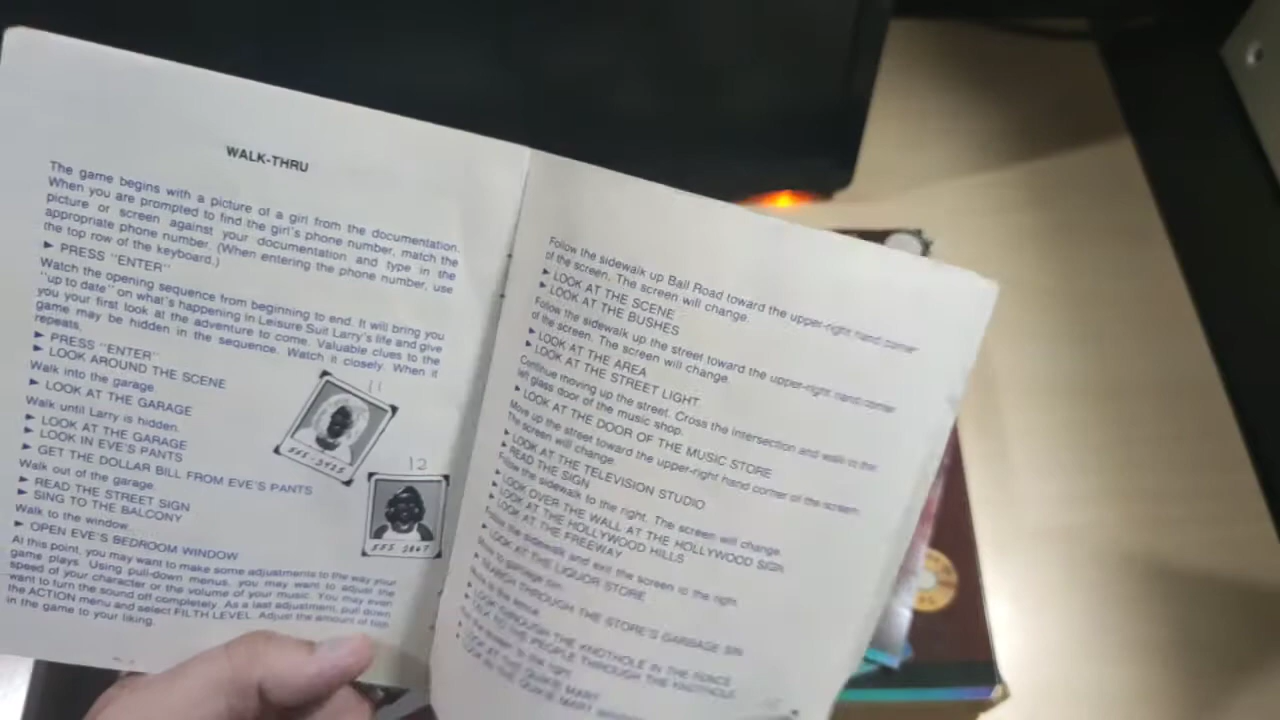 WALK-THRU
The game begins with a picture of a girl from the documentation.
When you are prompted to find the girl's phone number, match the
picture or screen against your documentation and type in the
appropriate phone number. (When entering the phone number, use
the top row of the keyboard.)
► PRESS "ENTER"
Watch the opening sequence from beginning to end. It will bring you
"up to date" on what's happening in Leisure Suit Larry's life and give
you your first look at the adventure to come. Valuable clues to the
game may be hidden in the sequence. Watch it closely. When it
repeats,
► PRESS "ENTER"
► LOOK AROUND THE SCENE
Walk into the garage.
► LOOK AT THE GARAGE
Walk until Larry is hidden.
► LOOK AT THE GARAGE
► LOOK IN EVE'S PANTS
► GET THE DOLLAR BILL FROM EVE'S PANTS
Walk out of the garage.
► READ THE STREET SIGN
► SING TO THE BALCONY
Walk to the window.
► OPEN EVE'S BEDROOM WINDOW
At this point, you may want to make some adjustments to the way your
game plays. Using pull-down menus, you may want to adjust the
speed of your character or the volume of your music. You may even
want to turn the sound off completely. As a last adjustment, pull down
the ACTION menu and select FILTH LEVEL. Adjust the amount of
in the game to your liking.
11
12
Follow the sidewalk up Bail Road toward the upper-right hand corner
of the screen. The screen will change.
► LOOK AT THE SCENE
► LOOK AT THE BUSHES
Follow the sidewalk up the street toward the upper-right hand corner
of the screen. The screen will change.
► LOOK AT THE AREA
► LOOK AT THE STREET LIGHT
Continue moving up the street. Cross the intersection and walk to the
left glass door of the music shop.
► LOOK AT THE DOOR OF THE MUSIC STORE
Move up the street toward the upper-right hand corner of the screen.
The screen will change.
► LOOK AT THE TELEVISION STUDIO
► READ THE SIGN
Follow the sidewalk to the right. The screen will change.
► LOOK OVER THE WALL AT THE HOLLYWOOD SIGN
► LOOK AT THE HOLLYWOOD HILLS
► LOOK AT THE FREEWAY
the sidewalk and exit the screen to the right.
LOOK AT THE LIQUOR STORE
garbage bin.
SEARCH THROUGH THE STORE'S GARBAGE BIN
LOOK THROUGH THE KNOTHOLE IN THE FENCE
TO THE PEOPLE THROUGH THE KNOTHOLE
to the right.
LOOK AT THE QUIKIE MART
THE QUIKIE MART